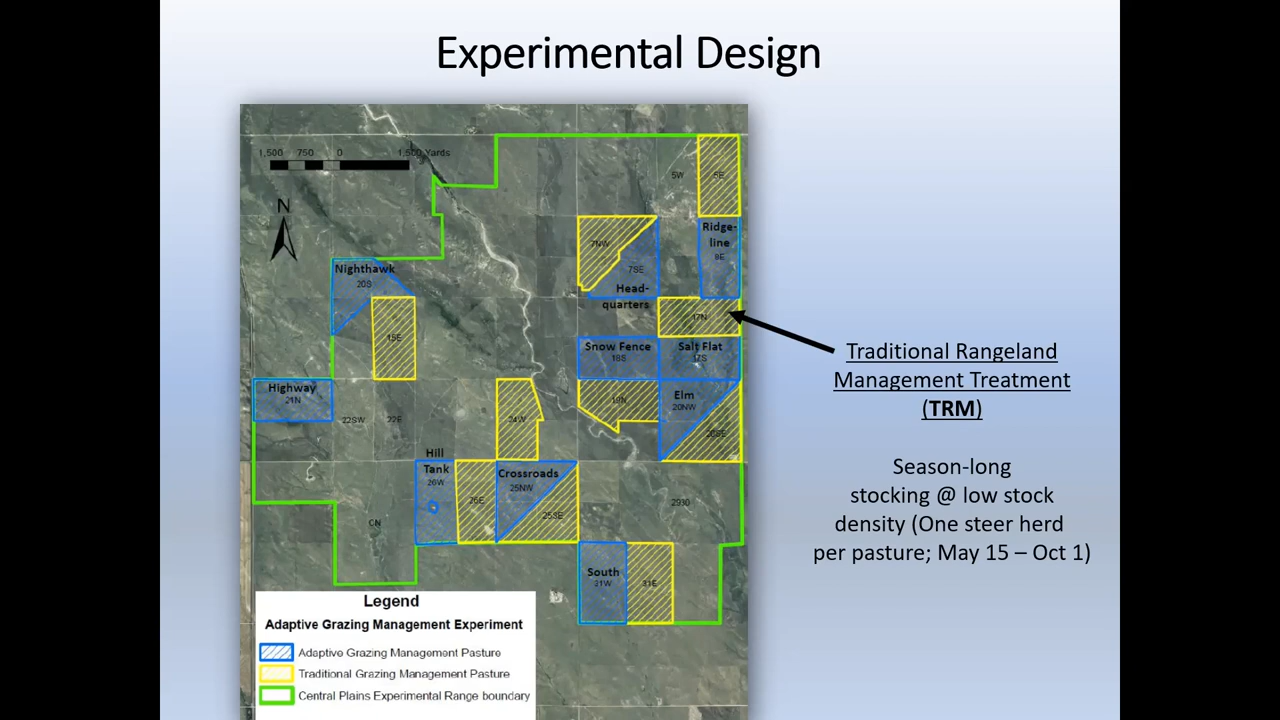 Experimental Design
1,500 750 0 1,500 Yards
N
5W
5E
Ridge-
line
9E
7NW
7SE
Head-
quarters
Nighthawk
20S
17N
15E
Snow Fence
18S
Salt Flat
17S
Highway
21N
Elm
20NW
19N
22SW
22E
24W
20SE
Hill
Tank
26W
26E
Crossroads
25NW
25SE
2930
CN
South
31E
Traditional Rangeland
Management Treatment
(TRM)
Season-long
stocking @ low stock
density (One steer herd
per pasture; May 15 – Oct 1)
Legend
Adaptive Grazing Management Experiment
Adaptive Grazing Management Pasture
Traditional Grazing Management Pasture
Central Plains Experimental Range boundary